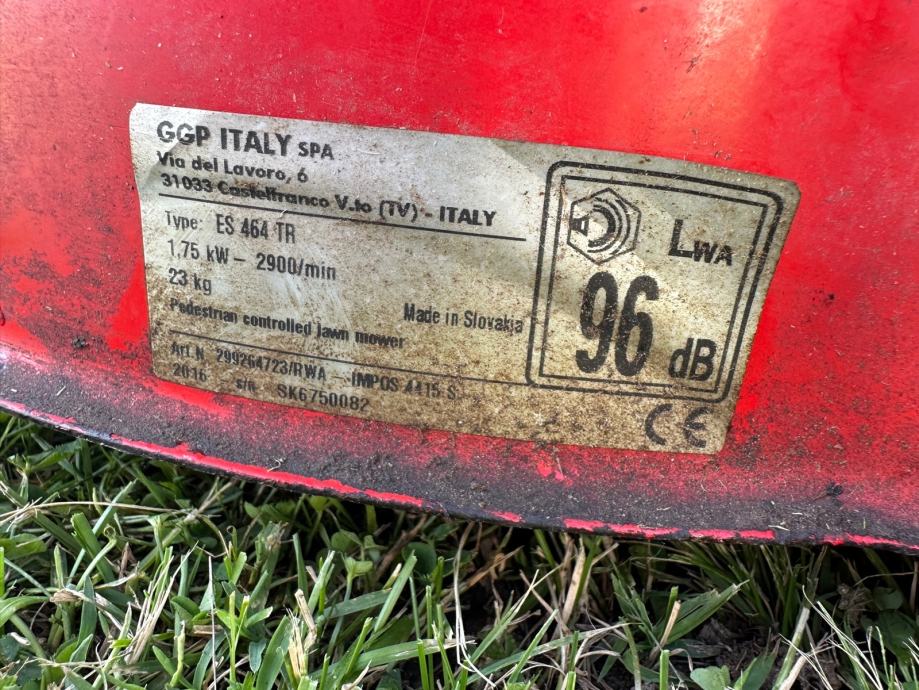 GGP ITALY SPA
Via del Lavoro, 6
31033 Castelfranco V.to (TV) - ITALY
Type: ES 464 TR
1,75 kW - 2900/min
23 kg
Made in Slovakia
Pedestrian controlled lawn mower
Art.N 299264723/RWA IMPOS 4415 S
2016 s/n SK6750082
LWA
96 dB
CE